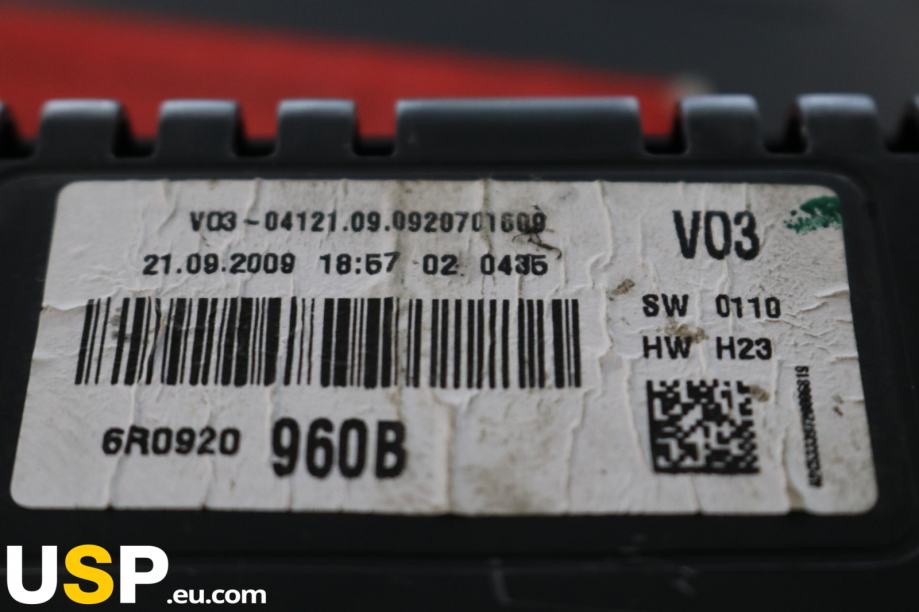 V03-04121.09.0920701609
21.09.2009 18:57 02 0435
V03
SW 0110
HW H23
6R0920 960B
USP.eu.com